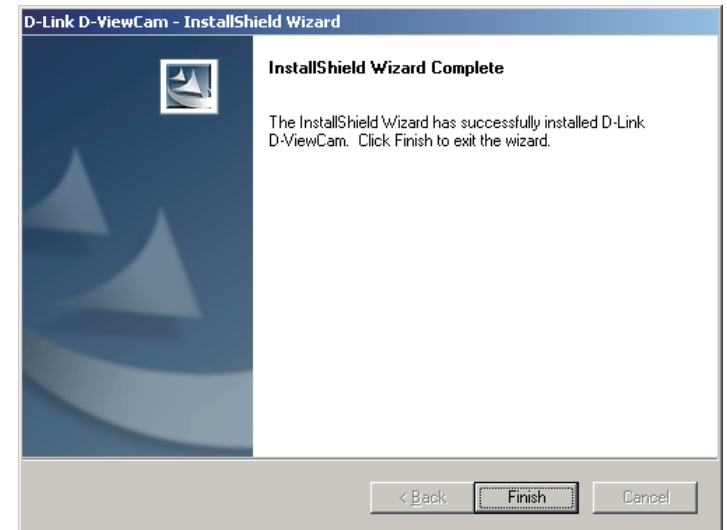 D-Link D-ViewCam - InstallShield Wizard
InstallShield Wizard Complete
The InstallShield Wizard has successfully installed D-Link
D-ViewCam. Click Finish to exit the wizard.
< Back
Finish
Cancel